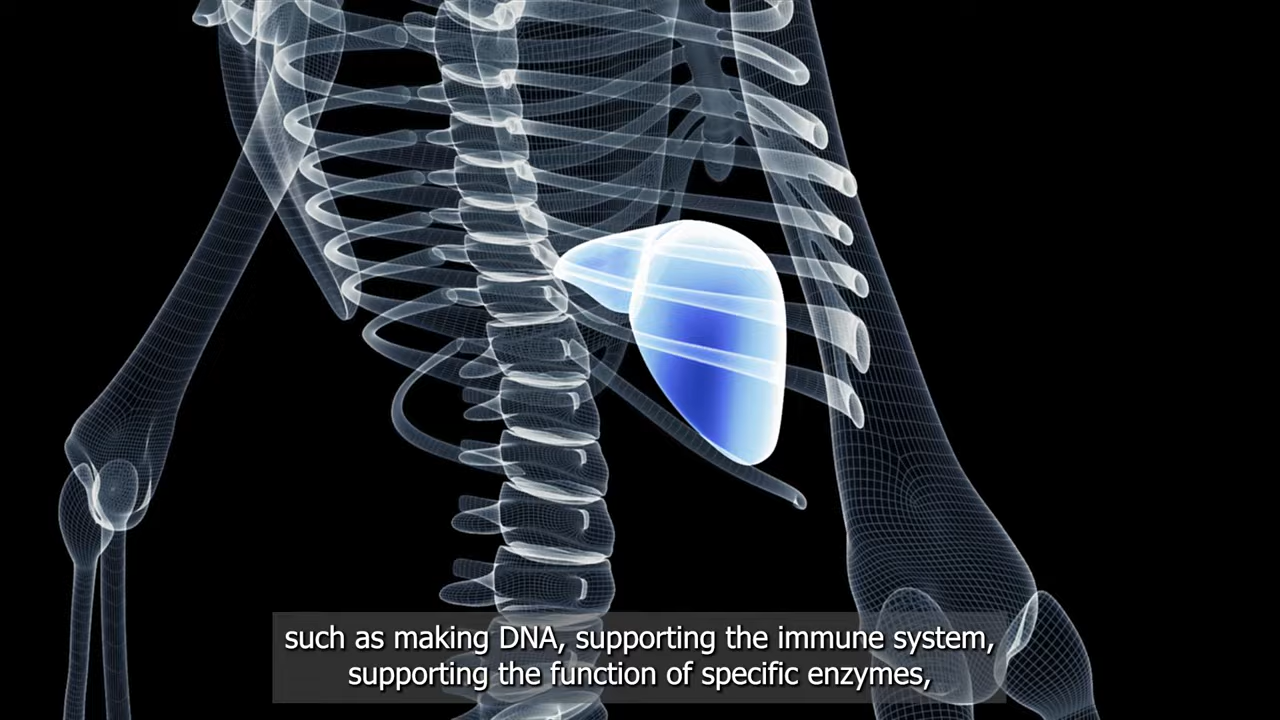 such as making DNA, supporting the immune system,
supporting the function of specific enzymes,